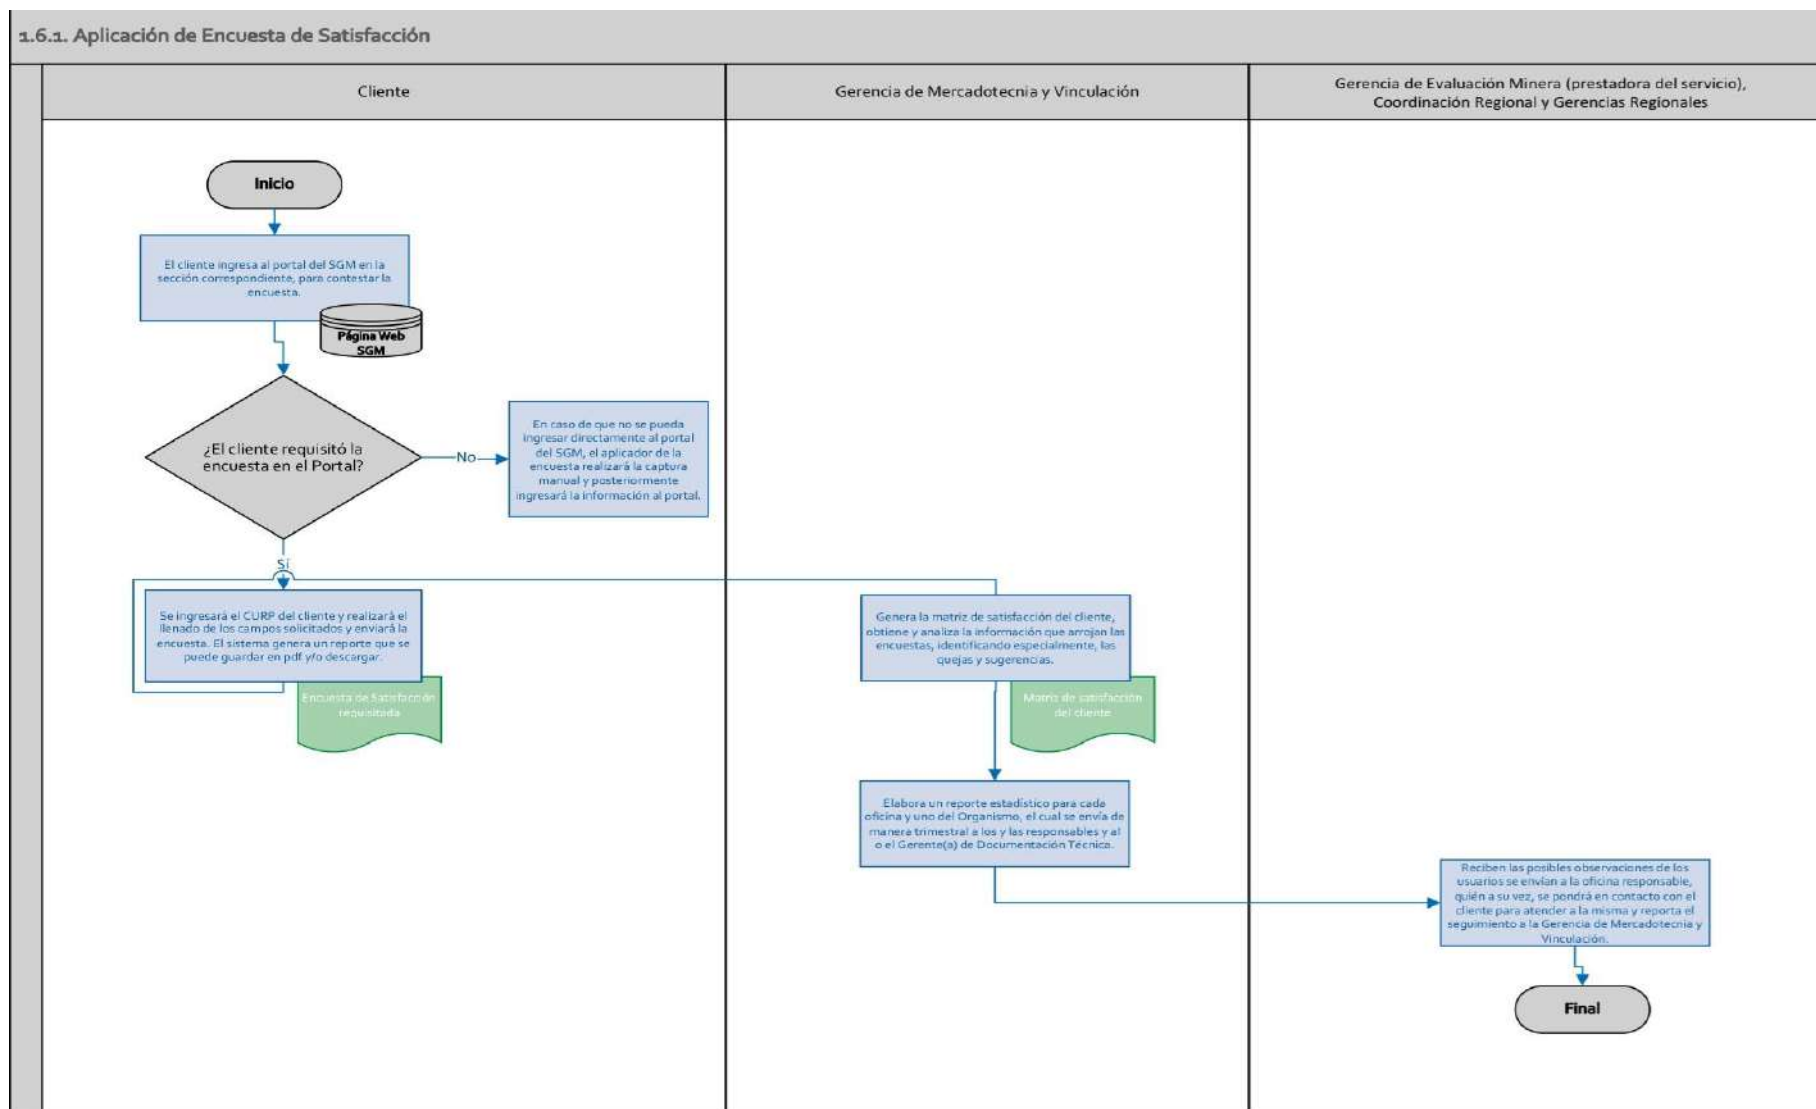 1.6.1. Aplicación de Encuesta de Satisfacción
Cliente
Gerencia de Mercadotecnia y Vinculación
Gerencia de Evaluación Minera (prestadora del servicio),
Coordinación Regional y Gerencias Regionales
Inicio
El cliente ingresa al portal del SGM en la
sección correspondiente, para contestar la
encuesta.
Página Web
SGM
¿El cliente requisitó la
encuesta en el Portal?
No
En caso de que no se pueda
ingresar directamente al portal
del SGM, el aplicador de la
encuesta realizará la captura
manual y posteriormente
ingresará la información al portal.
Sí
Se ingresará el CURP del cliente y realizará el
llenado de los campos solicitados y enviará la
encuesta. El sistema genera un reporte que se
puede guardar en pdf y/o descargar.
Encuesta de Satisfacción
requisitada
Genera la matriz de satisfacción del cliente,
obtiene y analiza la información que arrojan las
encuestas, identificando especialmente, las
quejas y sugerencias.
Matriz de satisfacción
del cliente
Elabora un reporte estadístico para cada
oficina y uno del Organismo, el cual se envía de
manera trimestral a los y las responsables y al
o el Gerente(a) de Documentación Técnica.
Reciben las posibles observaciones de los
usuarios se envían a la oficina responsable,
quién a su vez, se pondrá en contacto con el
cliente para atender a la misma y reporta el
seguimiento a la Gerencia de Mercadotecnia y
Vinculación.
Final